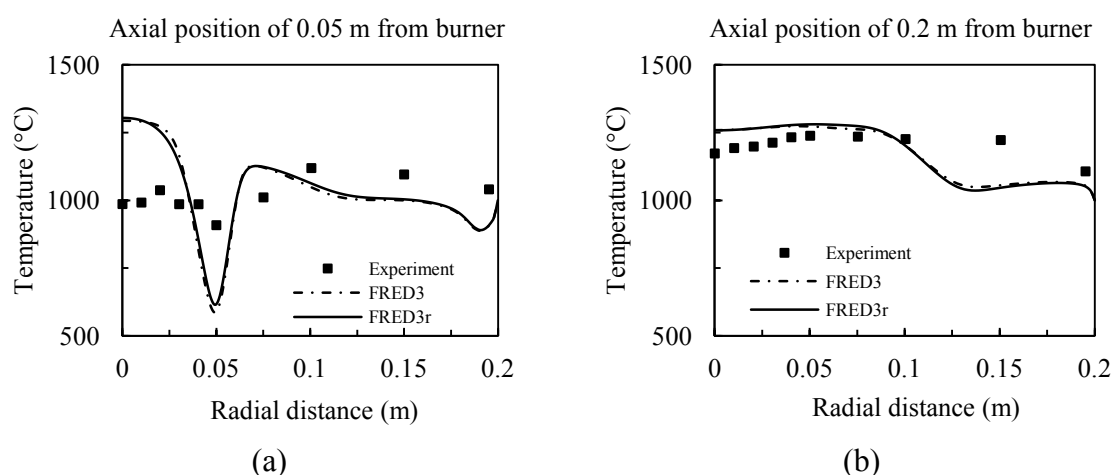 Axial position of 0.05 m from burner
1500
1000
500
Temperature (°C)
Experiment
FRED3
FRED3r
0 0.05 0.1 0.15 0.2
Radial distance (m)
(a)
Axial position of 0.2 m from burner
1500
1000
500
Temperature (°C)
Experiment
FRED3
FRED3r
0 0.05 0.1 0.15 0.2
Radial distance (m)
(b)